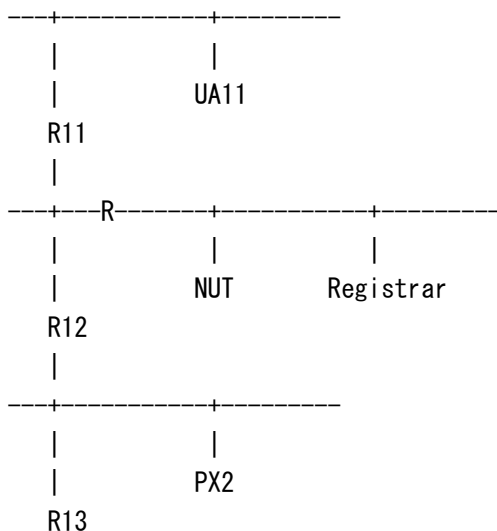 ---+-----------+---------
|           |
|          UA11
R11
|
---+---R-------+-----------+---------
|           |           |
|          NUT      Registrar
R12
|
---+-----------+---------
|           |
|          PX2
R13